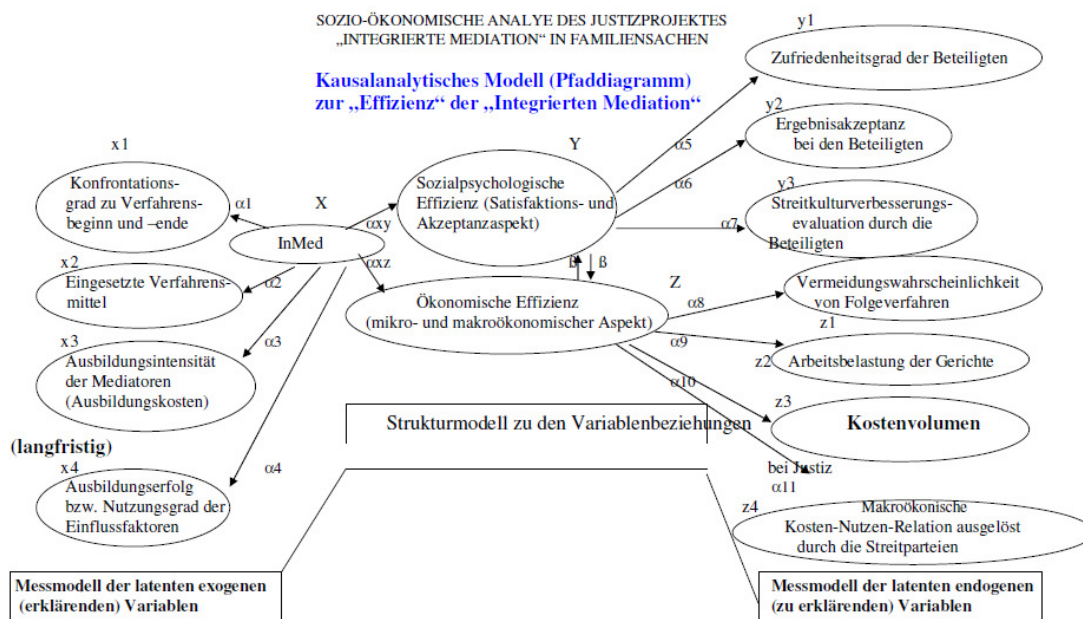 SOZIO-ÖKONOMISCHE ANALYE DES JUSTIZPROJEKTES
„INTEGRIERTE MEDIATION“ IN FAMILIENSACHEN
Kausalanalytisches Modell (Pfaddiagramm)
zur „Effizienz“ der „Integrierten Mediation“
x1
Konfrontations-
grad zu Verfahrens-
beginn und –ende
x2
Eingesetzte Verfahrens-
mittel
x3
Ausbildungsintensität
der Mediatoren
(Ausbildungskosten)
(langfristig)
x4
Ausbildungserfolg
bzw. Nutzungsgrad der
Einflussfaktoren
α1
α2
α3
α4
X
InMed
αxy
αxz
Y
Sozialpsychologische
Effizienz (Satisfaktions- und
Akzeptanzaspekt)
ß
ß
Z
Ökonomische Effizienz
(mikro- und makroökonomischer Aspekt)
α5
α6
α7
α8
α9
α10
y1
Zufriedenheitsgrad der Beteiligten
y2
Ergebnisakzeptanz
bei den Beteiligten
y3
Streitkulturverbesserungs-
evaluation durch die
Beteiligten
Vermeidungswahrscheinlichkeit
von Folgeverfahren
z1
z2
Arbeitsbelastung der Gerichte
z3
Kostenvolumen
bei Justiz
α11
z4
Makroökonische
Kosten-Nutzen-Relation ausgelöst
durch die Streitparteien
Strukturmodell zu den Variablenbeziehungen
Messmodell der latenten exogenen
(erklärenden) Variablen
Messmodell der latenten endogenen
(zu erklärenden) Variablen